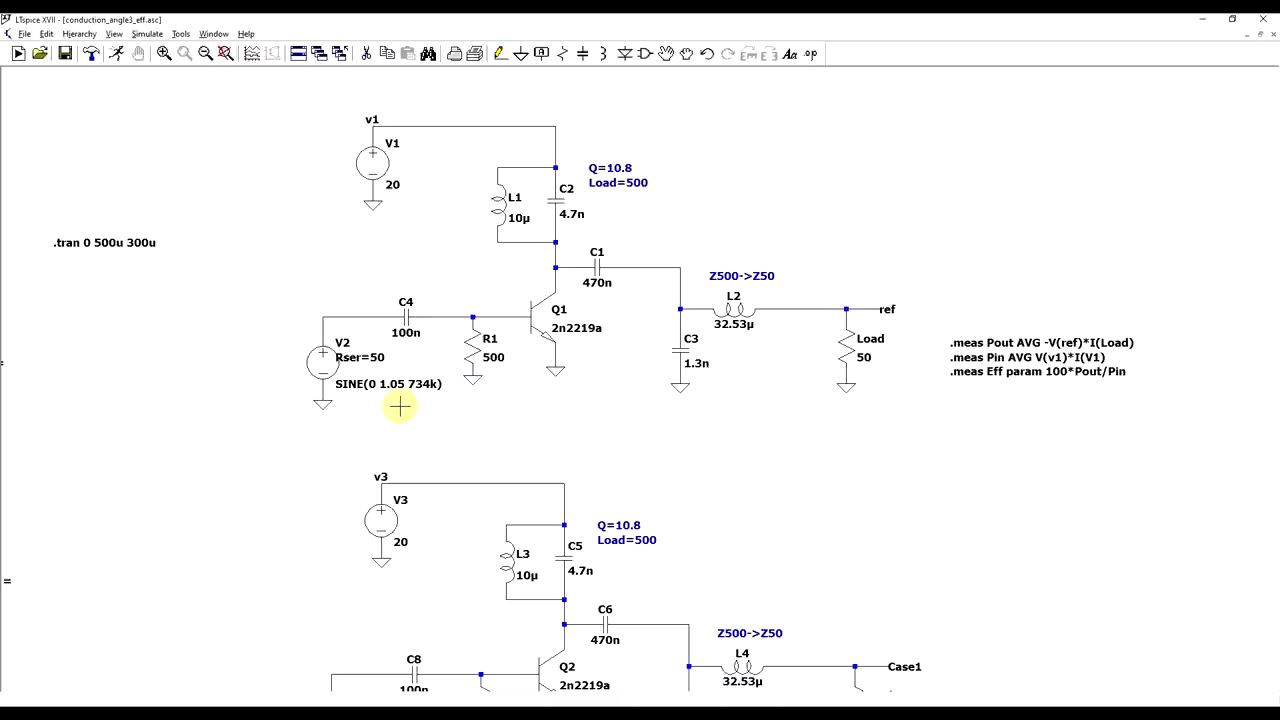 LTspice XVII - [conduction_angle3_eff.asc]
File Edit Hierarchy View Simulate Tools Window Help
.op
v1
V1
20
Q=10.8
Load=500
L1
10µ
C2
4.7n
.tran 0 500u 300u
C1
470n
Z500->Z50
L2
32.53µ
ref
C4
100n
Q1
2n2219a
R1
500
V2
Rser=50
SINE(0 1.05 734k)
C3
1.3n
Load
50
.meas Pout AVG -V(ref)*I(Load)
.meas Pin AVG V(v1)*I(V1)
.meas Eff param 100*Pout/Pin
v3
V3
20
Q=10.8
Load=500
L3
10µ
C5
4.7n
C6
470n
Z500->Z50
L4
32.53µ
Case1
C8
100n
Q2
2n2219a